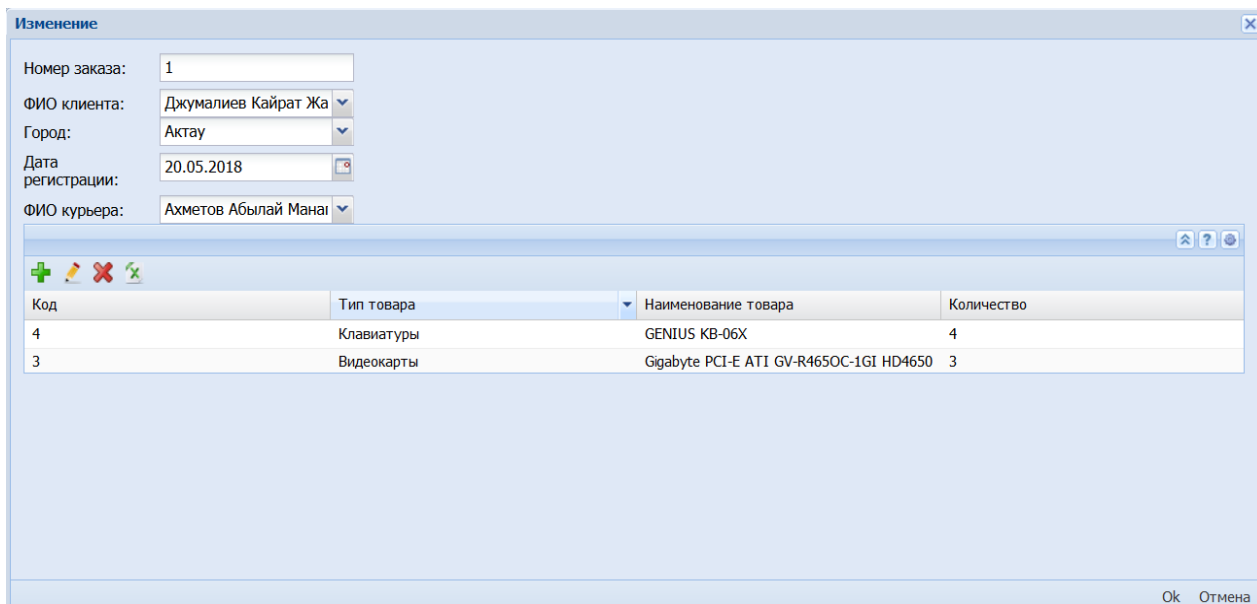 Изменение
Номер заказа: 1
ФИО клиента: Джумалиев Кайрат Жа
Город: Актау
Дата
регистрации: 20.05.2018
ФИО курьера: Ахметов Абылай Манаг
Код Тип товара Наименование товара Количество
4 Клавиатуры GENIUS KB-06X 4
3 Видеокарты Gigabyte PCI-E ATI GV-R465OC-1GI HD4650 3
Ok Отмена